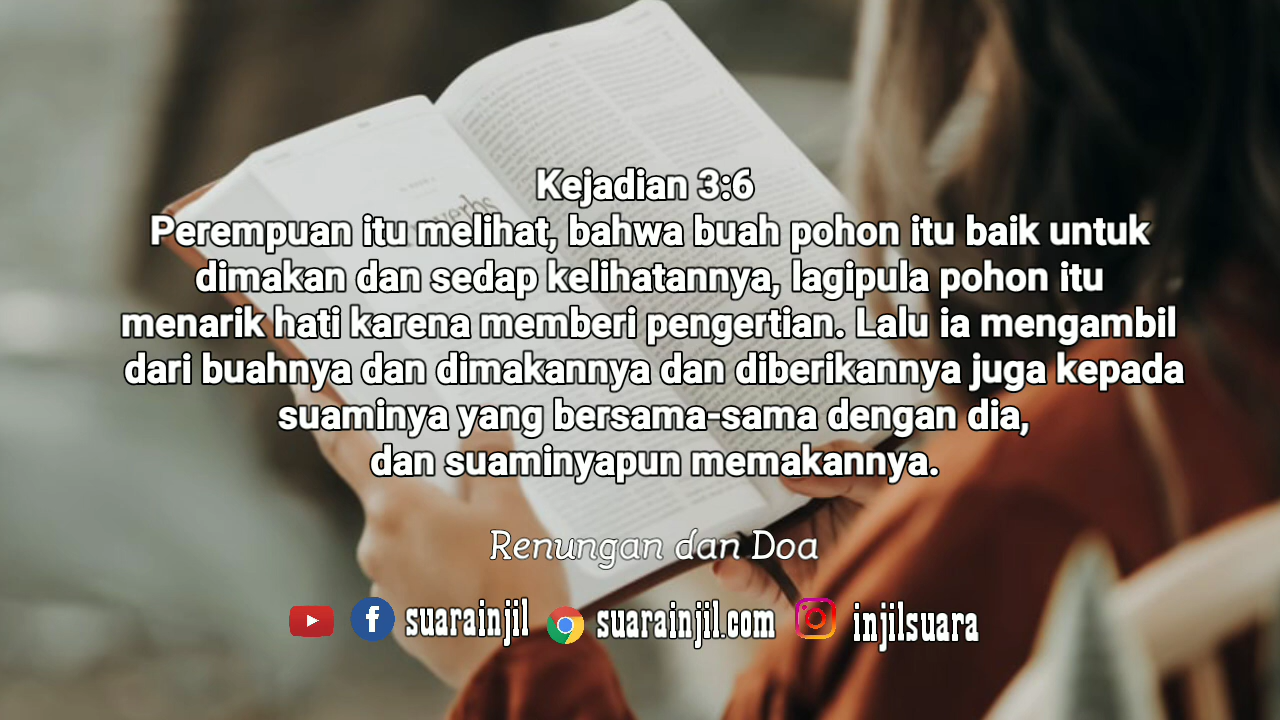 Kejadian 3:6
Perempuan itu melihat, bahwa buah pohon itu baik untuk
dimakan dan sedap kelihatannya, lagipula pohon itu
menarik hati karena memberi pengertian. Lalu ia mengambil
dari buahnya dan dimakannya dan diberikannya juga kepada
suaminya yang bersama-sama dengan dia,
dan suaminyapun memakannya.
Renungan dan Doa
suarainjil suarainjil.com injilsuara